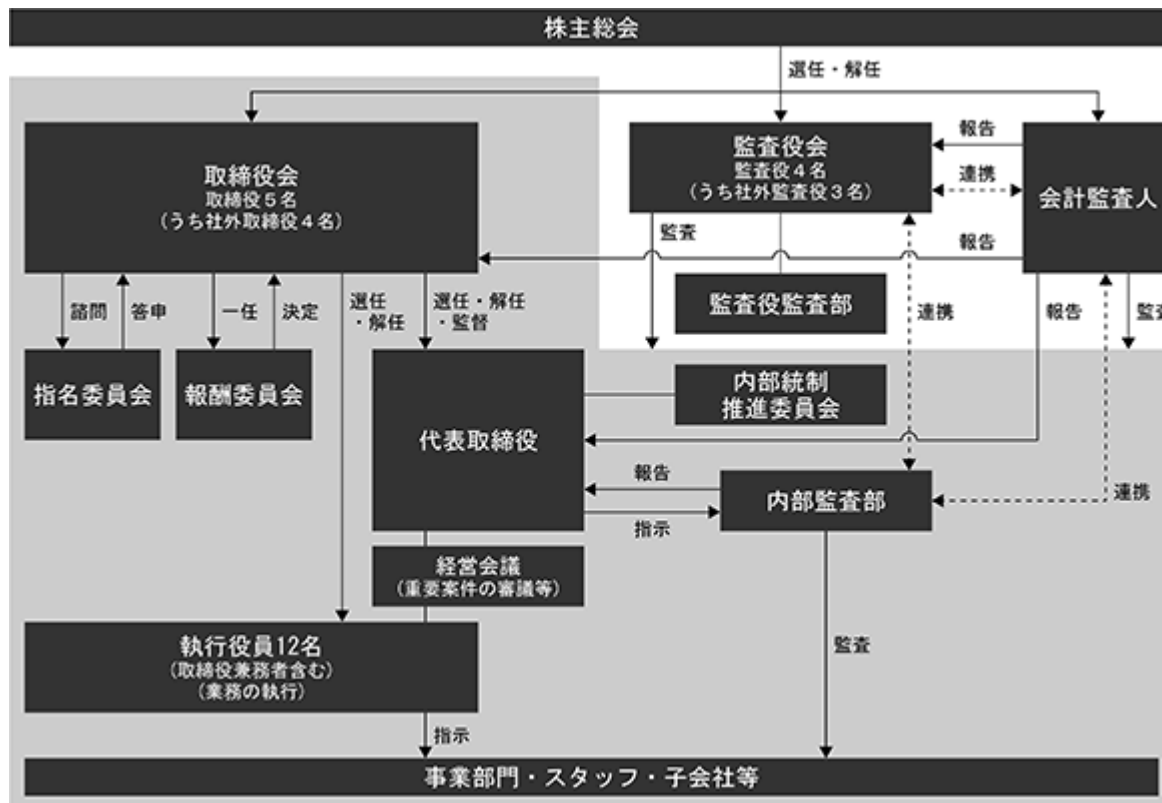 株主総会
選任・解任
取締役会
取締役5名
(うち社外取締役4名)
監査役会
監査役4名
(うち社外監査役3名)
報告
連携
会計監査人
監査
報告
監査役監査部
連携
報告
監査
諮問
答申
一任
決定
選任
・解任
選任・解任
・監督
指名委員会
報酬委員会
代表取締役
内部統制
推進委員会
報告
指示
内部監査部
連携
経営会議
(重要案件の審議等)
執行役員12名
(取締役兼務者含む)
(業務の執行)
監査
指示
事業部門・スタッフ・子会社等